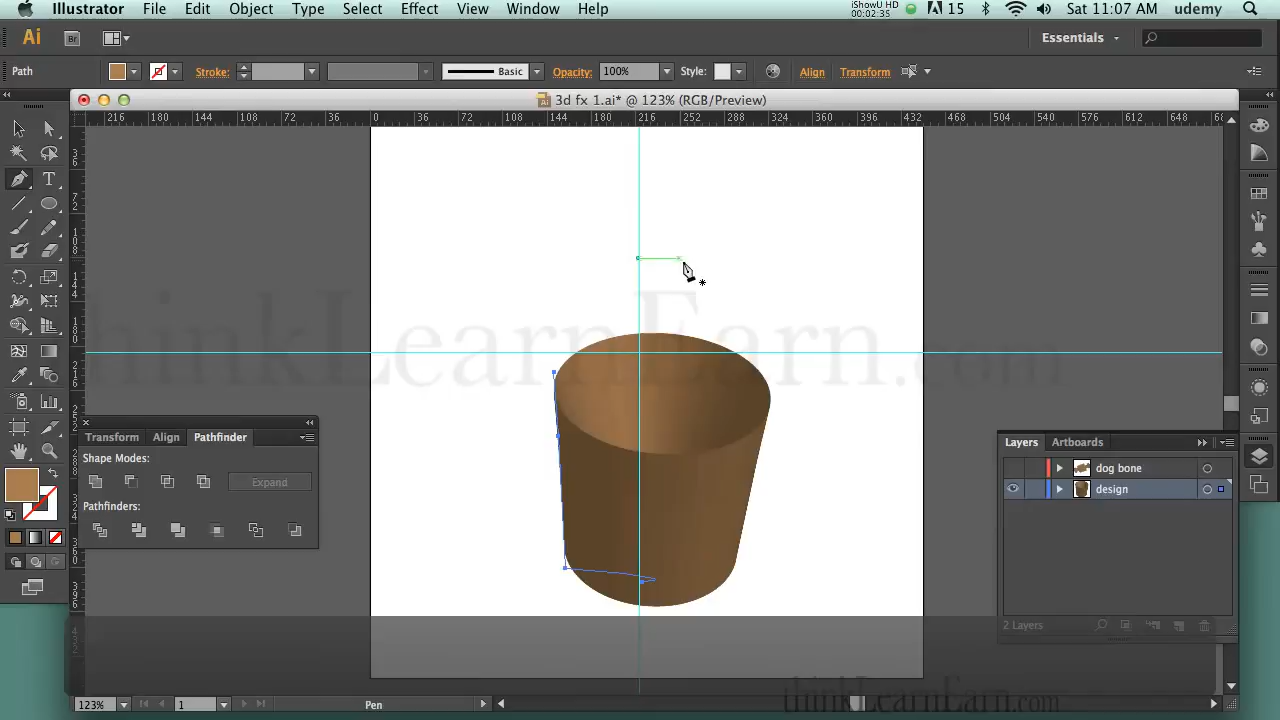 Illustrator File Edit Object Type Select Effect View Window Help iShowU HD 00:02:35 15 Sat 11:07 AM udemy
Ai Br Essentials
Path Stroke: Basic Opacity: 100% Style: Align Transform
3d fx 1.ai* @ 123% (RGB/Preview)
216 180 144 108 72 36 0 36 72 108 144 180 216 252 288 324 360 396 432 468 504 540 576 612 648
thinkLearnEarn.com
Transform Align Pathfinder
Shape Modes:
Expand
Pathfinders:
Layers Artboards
dog bone
design
2 Layers
123% 1 Pen
thinkLearnEarn.com